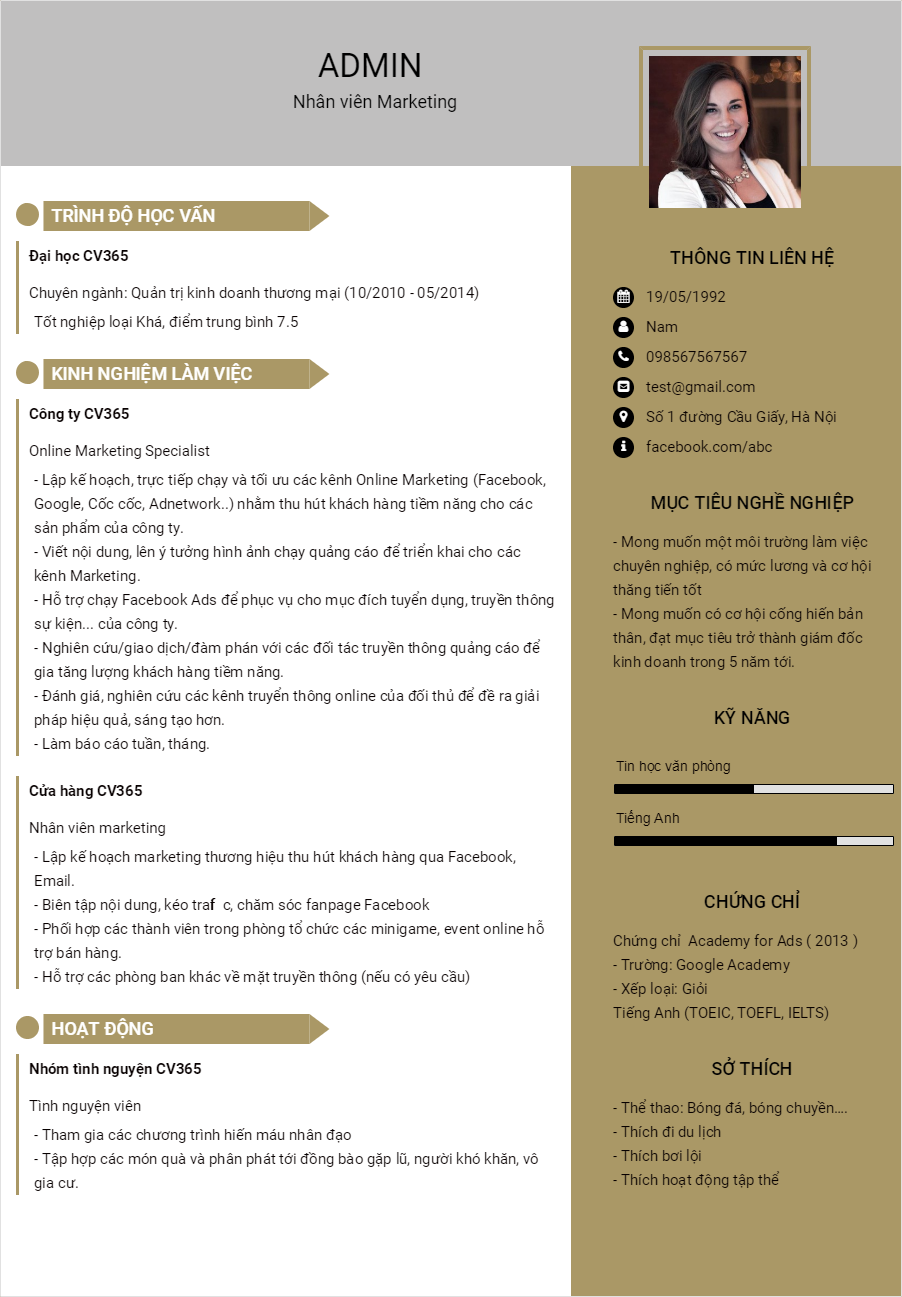 ADMIN
Nhân viên Marketing
TRÌNH ĐỘ HỌC VẤN
Đại học CV365
Chuyên ngành: Quản trị kinh doanh thương mại (10/2010 - 05/2014)
Tốt nghiệp loại Khá, điểm trung bình 7.5
KINH NGHIỆM LÀM VIỆC
Công ty CV365
Online Marketing Specialist
- Lập kế hoạch, trực tiếp chạy và tối ưu các kênh Online Marketing (Facebook,
Google, Cốc cốc, Adnetwork..) nhằm thu hút khách hàng tiềm năng cho các
sản phẩm của công ty.
- Viết nội dung, lên ý tưởng hình ảnh chạy quảng cáo để triển khai cho các
kênh Marketing.
- Hỗ trợ chạy Facebook Ads để phục vụ cho mục đích tuyển dụng, truyền thông
sự kiện... của công ty.
- Nghiên cứu/giao dịch/đàm phán với các đối tác truyền thông quảng cáo để
gia tăng lượng khách hàng tiềm năng.
- Đánh giá, nghiên cứu các kênh truyển thông online của đối thủ để đề ra giải
pháp hiệu quả, sáng tạo hơn.
- Làm báo cáo tuần, tháng.
Cửa hàng CV365
Nhân viên marketing
- Lập kế hoạch marketing thương hiệu thu hút khách hàng qua Facebook,
Email.
- Biên tập nội dung, kéo traf  c, chăm sóc fanpage Facebook
- Phối hợp các thành viên trong phòng tổ chức các minigame, event online hỗ
trợ bán hàng.
- Hỗ trợ các phòng ban khác về mặt truyền thông (nếu có yêu cầu)
HOẠT ĐỘNG
Nhóm tình nguyện CV365
Tình nguyện viên
- Tham gia các chương trình hiến máu nhân đạo
- Tập hợp các món quà và phân phát tới đồng bào gặp lũ, người khó khăn, vô
gia cư.
THÔNG TIN LIÊN HỆ
19/05/1992
Nam
098567567567
test@gmail.com
Số 1 đường Cầu Giấy, Hà Nội
facebook.com/abc
MỤC TIÊU NGHỀ NGHIỆP
- Mong muốn một môi trường làm việc
chuyên nghiệp, có mức lương và cơ hội
thăng tiến tốt
- Mong muốn có cơ hội cống hiến bản
thân, đạt mục tiêu trở thành giám đốc
kinh doanh trong 5 năm tới.
KỸ NĂNG
Tin học văn phòng
Tiếng Anh
CHỨNG CHỈ
Chứng chỉ  Academy for Ads ( 2013 )
- Trường: Google Academy
- Xếp loại: Giỏi
Tiếng Anh (TOEIC, TOEFL, IELTS)
SỞ THÍCH
- Thể thao: Bóng đá, bóng chuyền....
- Thích đi du lịch
- Thích bơi lội
- Thích hoạt động tập thể